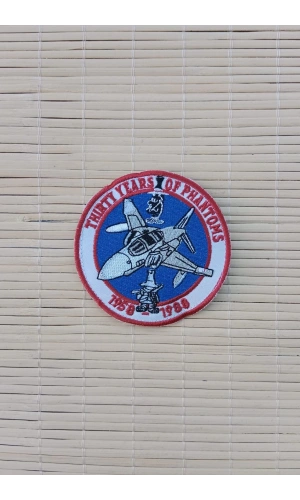 THIRTY YEARS OF PHANTOMS
1958 - 1988